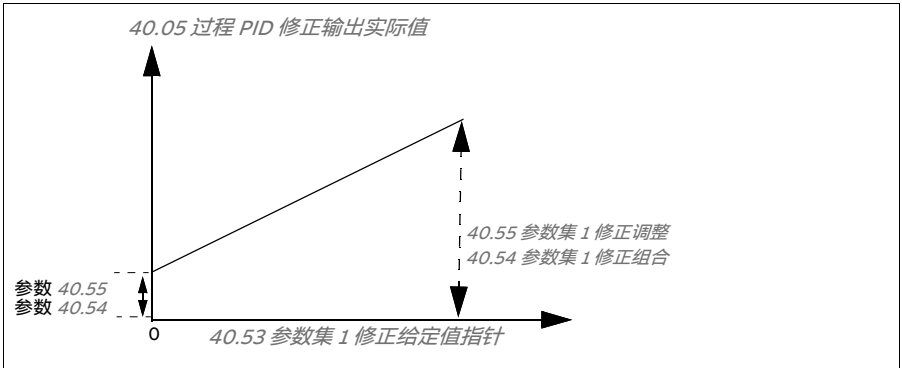 40.05 过程 PID 修正输出实际值
40.55 参数集 1 修正调整
40.54 参数集 1 修正组合
参数 40.55
参数 40.54
0
40.53 参数集 1 修正给定值指针